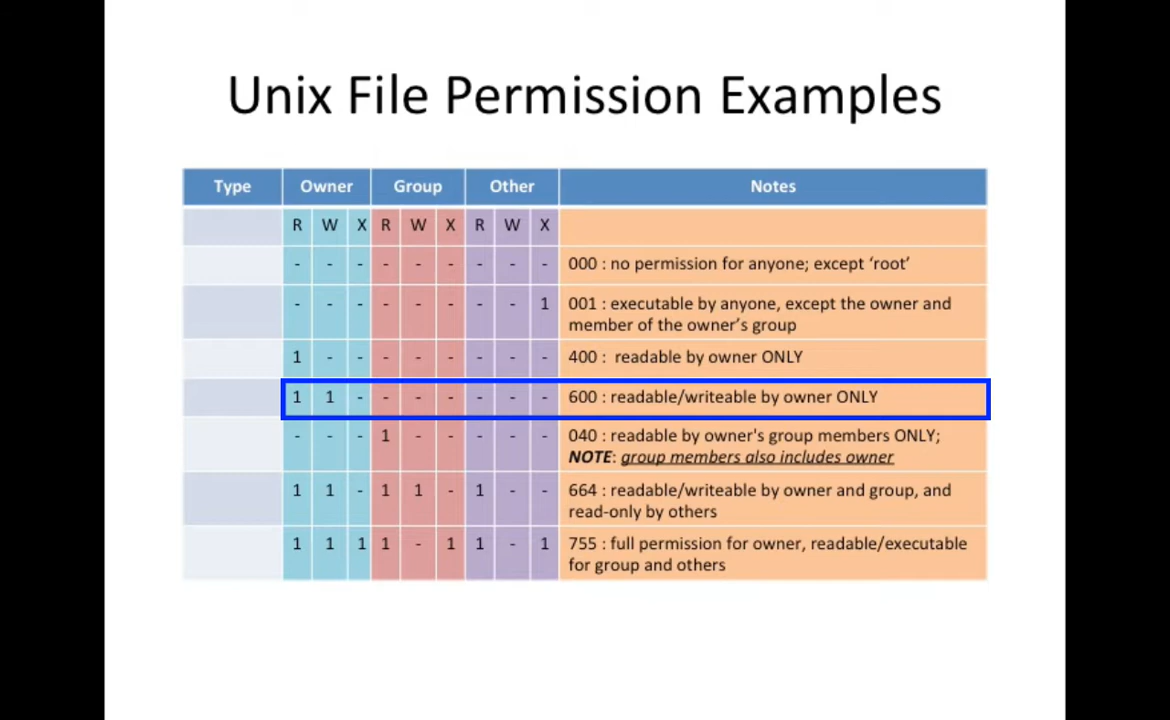 Unix File Permission Examples
Type Owner Group Other Notes
R W X R W X R W X
- - - - - - - - - 000 : no permission for anyone; except ‘root’
- - - - - - - - 1 001 : executable by anyone, except the owner and
member of the owner’s group
1 - - - - - - - - 400 :  readable by owner ONLY
1 1 - - - - - - - 600 : readable/writeable by owner ONLY
- - - 1 - - - - - 040 : readable by owner's group members ONLY;
NOTE: group members also includes owner
1 1 - 1 1 - 1 - - 664 : readable/writeable by owner and group, and
read-only by others
1 1 1 1 - 1 1 - 1 755 : full permission for owner, readable/executable
for group and others